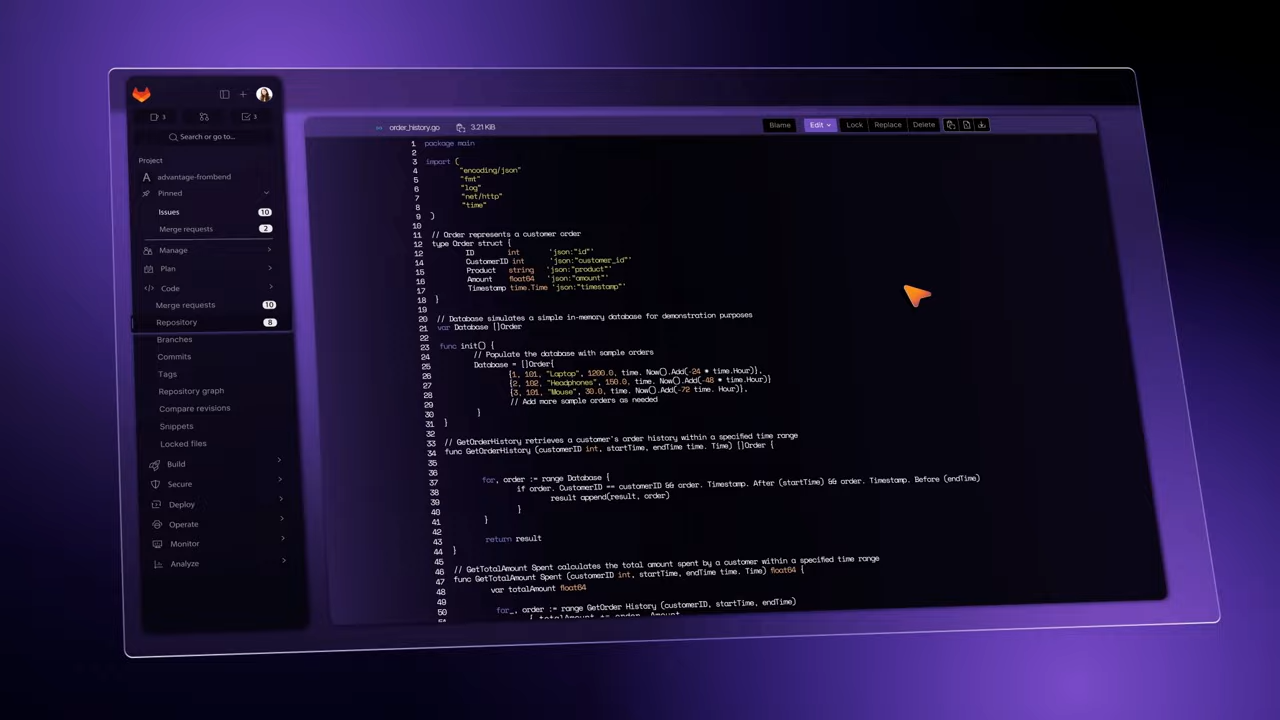 3
3
Search or go to...
Project
A advantage-frombend
Pinned
Issues 10
Merge requests 2
Manage
Plan
Code
Merge requests 10
Repository 8
Branches
Commits
Tags
Repository graph
Compare revisions
Snippets
Locked files
Build
Secure
Deploy
Operate
Monitor
Analyze
order_history.go 3.21 KiB
Blame Edit Lock Replace Delete
1 package main
2
3 import (
4 "encoding/json"
5 "fmt"
6 "log"
7 "net/http"
8 "time"
9 )
10
11 // Order represents a customer order
12 type Order struct {
12 ID int 'json:"id"'
14 CustomerID int 'json:"customer_id"'
15 Product string 'json:"product"'
16 Amount float64 'json:"amount"'
17 Timestamp time.Time 'json:"timestamp"'
18 }
19
20 // Database simulates a simple in-memory database for demonstration purposes
21 var Database []Order
22
23 func init() {
24 // Populate the database with sample orders
25 Database = []Order{
26 {1, 101, "Laptop", 1200.0, time. Now().Add(-24 * time.Hour)},
27 {2, 102, "Headphones", 150.0, time. Now().Add(-48 * time.Hour)}
28 {3, 101, "Mouse", 30.0, time. Now().Add(-72 time. Hour)},
29 // Add more sample orders as needed
30 }
31 }
32
33 // GetOrderHistory retrieves a customer's order history within a specified time range
34 func GetOrderHistory (customerID int, startTime, endTime time. Time) []Order {
35
36
37 for, order := range Database {
38 if order. CustomerID == customerID && order. Timestamp. After (startTime) && order. Timestamp. Before (endTime)
39 result append(result, order)
40 }
41 }
42
43 return result
44 }
45
46 // GetTotalAmount Spent calculates the total amount spent by a customer within a specified time range
47 func GetTotalAmount Spent (customerID int, startTime, endTime time. Time) float64 {
48 var totalAmount float64
49
50 for_, order := range GetOrder History (customerID, startTime, endTime)
{ totalAmount += order. Amount